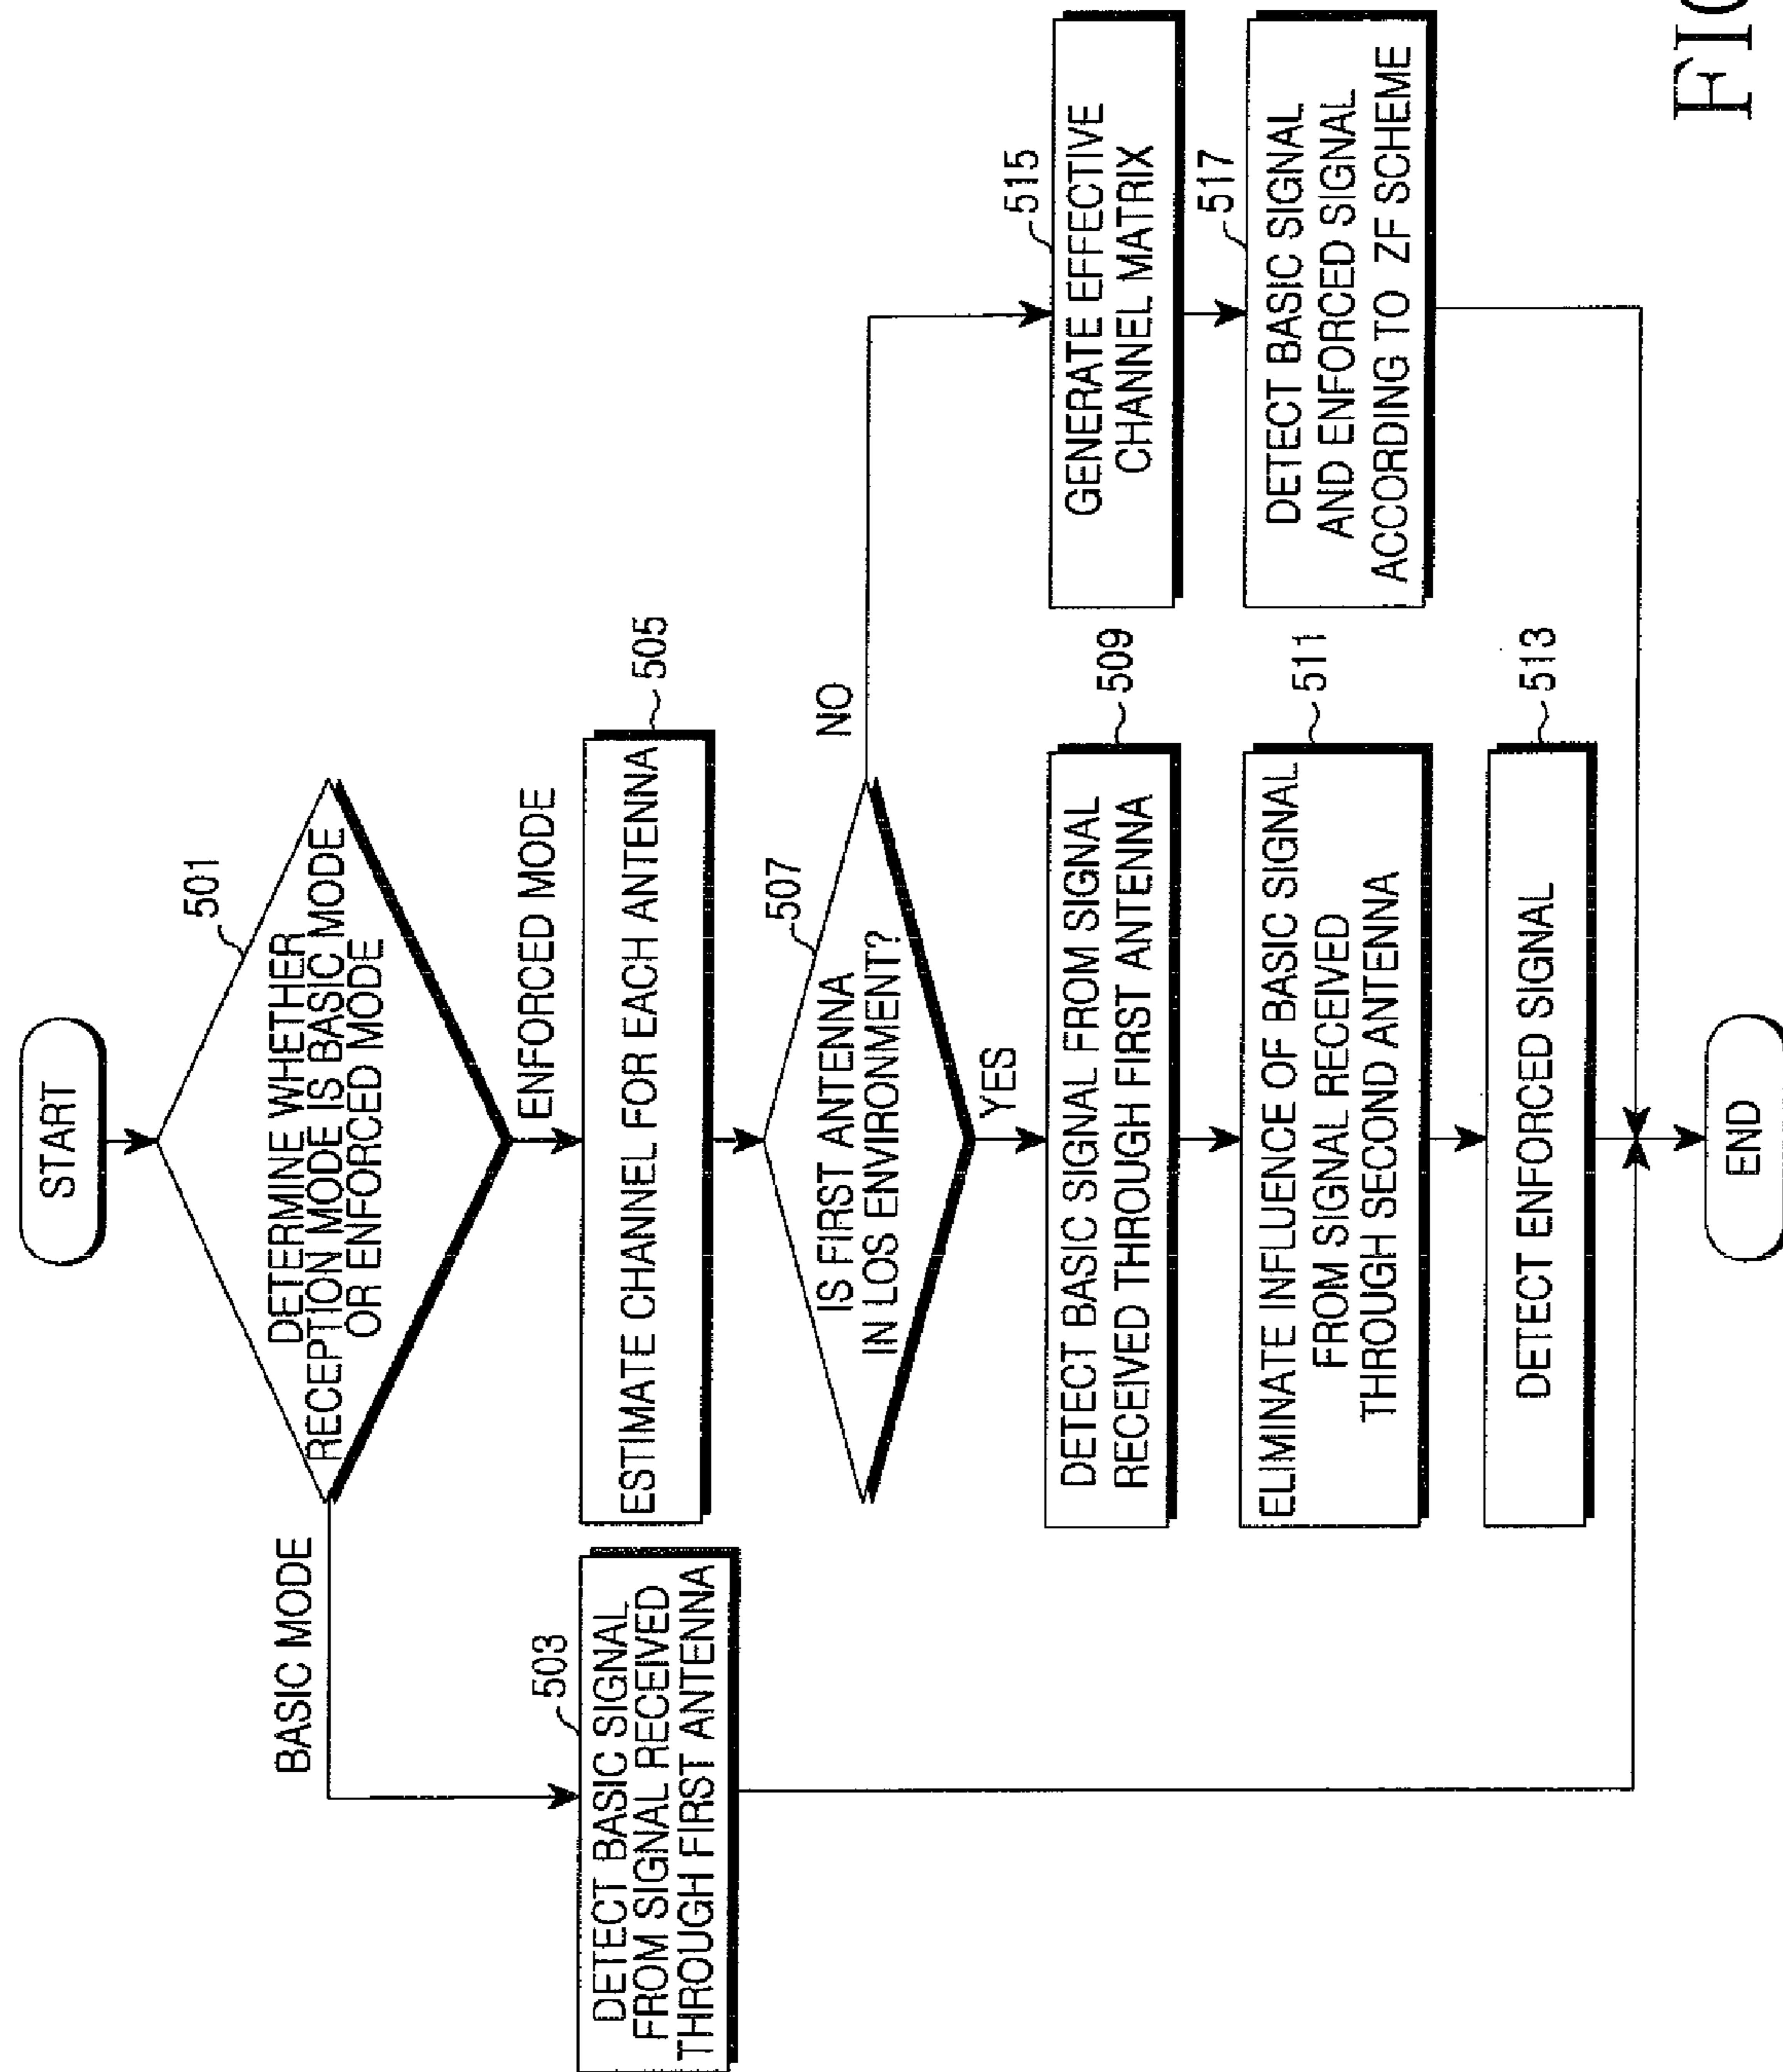 START
DETERMINE WHETHER
RECEPTION MODE IS BASIC MODE
OR ENFORCED MODE
501
BASIC MODE
ENFORCED MODE
503
DETECT BASIC SIGNAL
FROM SIGNAL RECEIVED
THROUGH FIRST ANTENNA
ESTIMATE CHANNEL FOR EACH ANTENNA
505
507
IS FIRST ANTENNA
IN LOS ENVIRONMENT?
NO
YES
DETECT BASIC SIGNAL FROM SIGNAL
RECEIVED THROUGH FIRST ANTENNA
509
ELIMINATE INFLUENCE OF BASIC SIGNAL
FROM SIGNAL RECEIVED
THROUGH SECOND ANTENNA
511
DETECT ENFORCED SIGNAL
513
515
GENERATE EFFECTIVE
CHANNEL MATRIX
517
DETECT BASIC SIGNAL
AND ENFORCED SIGNAL
ACCORDING TO ZF SCHEME
END